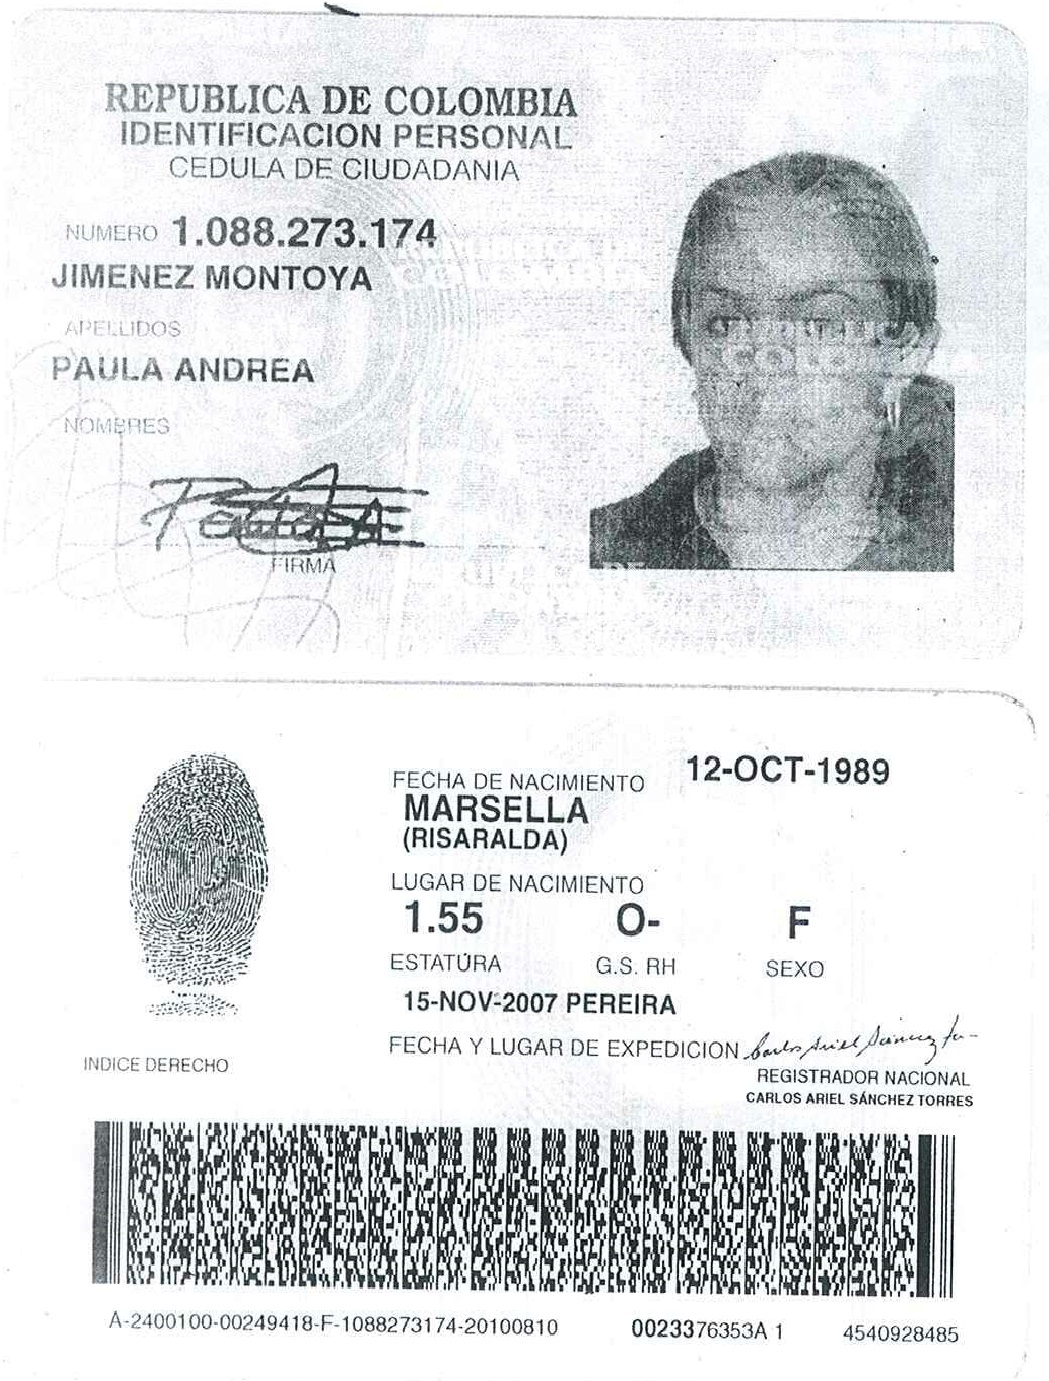 REPUBLICA DE COLOMBIA
IDENTIFICACION PERSONAL
CEDULA DE CIUDADANIA
NUMERO 1.088.273.174
JIMENEZ MONTOYA
APELLIDOS
PAULA ANDREA
NOMBRES
FIRMA
FECHA DE NACIMIENTO 12-OCT-1989
MARSELLA
(RISARALDA)
LUGAR DE NACIMIENTO
1.55 O- F
ESTATURA G.S. RH SEXO
15-NOV-2007 PEREIRA
FECHA Y LUGAR DE EXPEDICION
INDICE DERECHO
REGISTRADOR NACIONAL
CARLOS ARIEL SÁNCHEZ TORRES
A-2400100-00249418-F-1088273174-20100810 0023376353A 1 4540928485